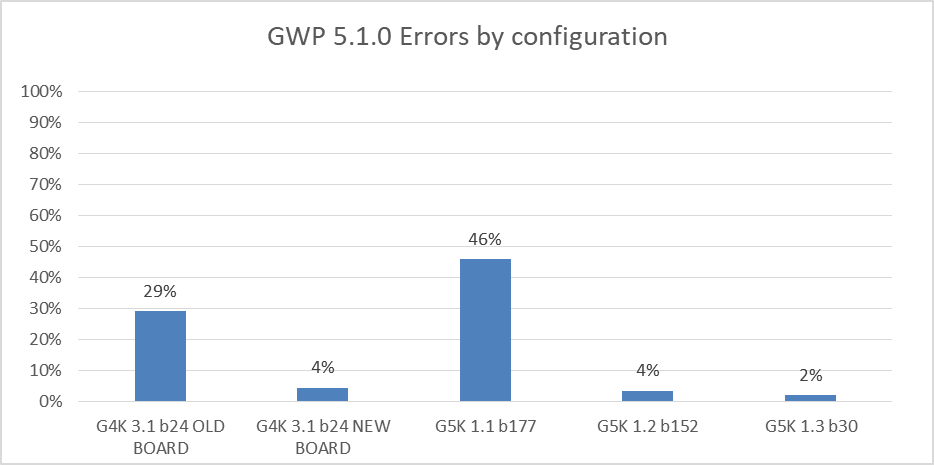 GWP 5.1.0 Errors by configuration
100%
90%
80%
70%
60%
50%
40%
30%
20%
10%
0%
29%
4%
46%
4%
2%
G4K 3.1 b24 OLD
BOARD
G4K 3.1 b24 NEW
BOARD
G5K 1.1 b177
G5K 1.2 b152
G5K 1.3 b30